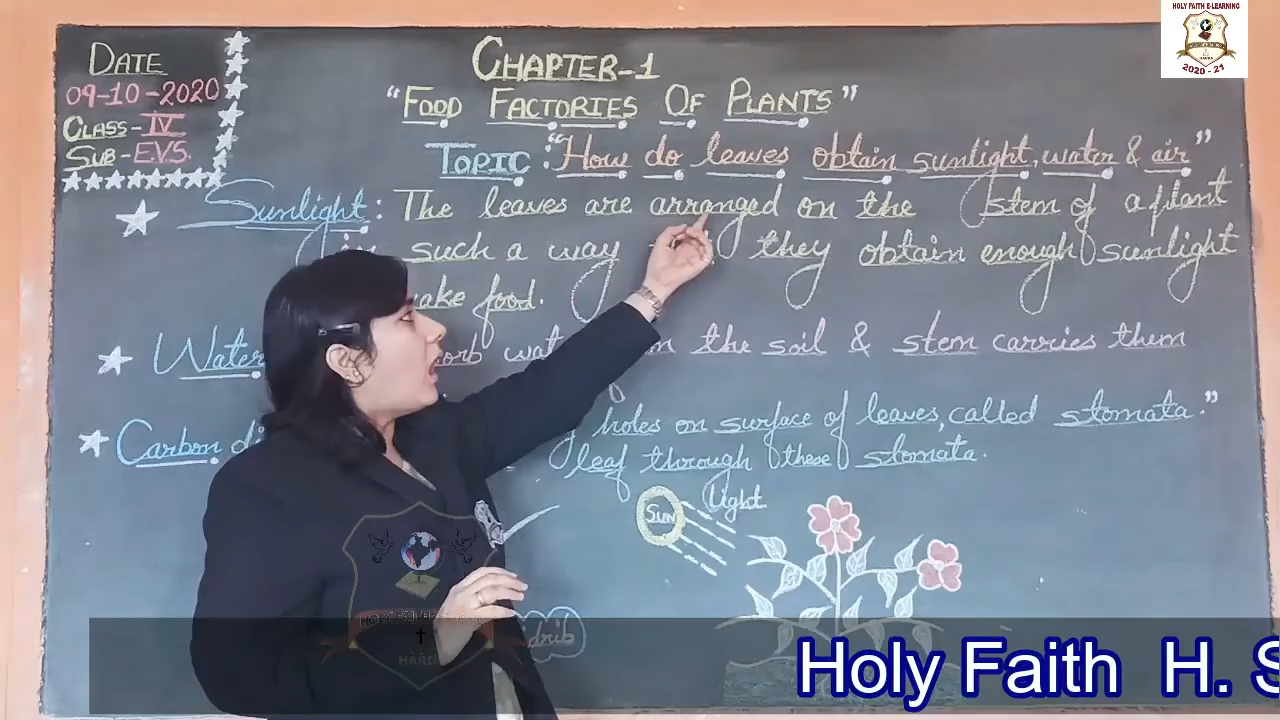 HOLY FAITH E-LEARNING
2020 - 21
DATE
09-10-2020
CLASS-IV
SUB-E.V.S.
CHAPTER-1
"FOOD FACTORIES OF PLANTS"
TOPIC: "How do leaves obtain sunlight, water & air"
Sunlight: The leaves are arranged on the stem of a plant
such a way they obtain enough sunlight
food.
Water the soil & stem carries them
Carbon holes on surface of leaves, called stomata."
leaf through these stomata.
SUN
light
Holy Faith H. S